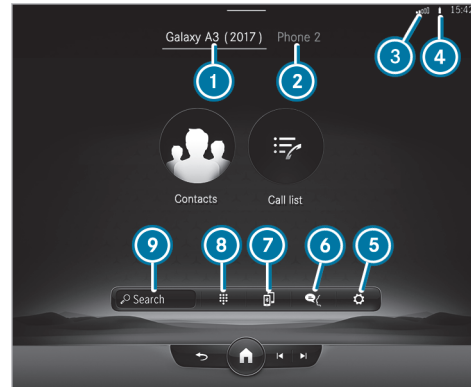 15:42
Galaxy A3 (2017) Phone 2
3 4
1 2
Contacts Call list
9 8 7 6 5
Search